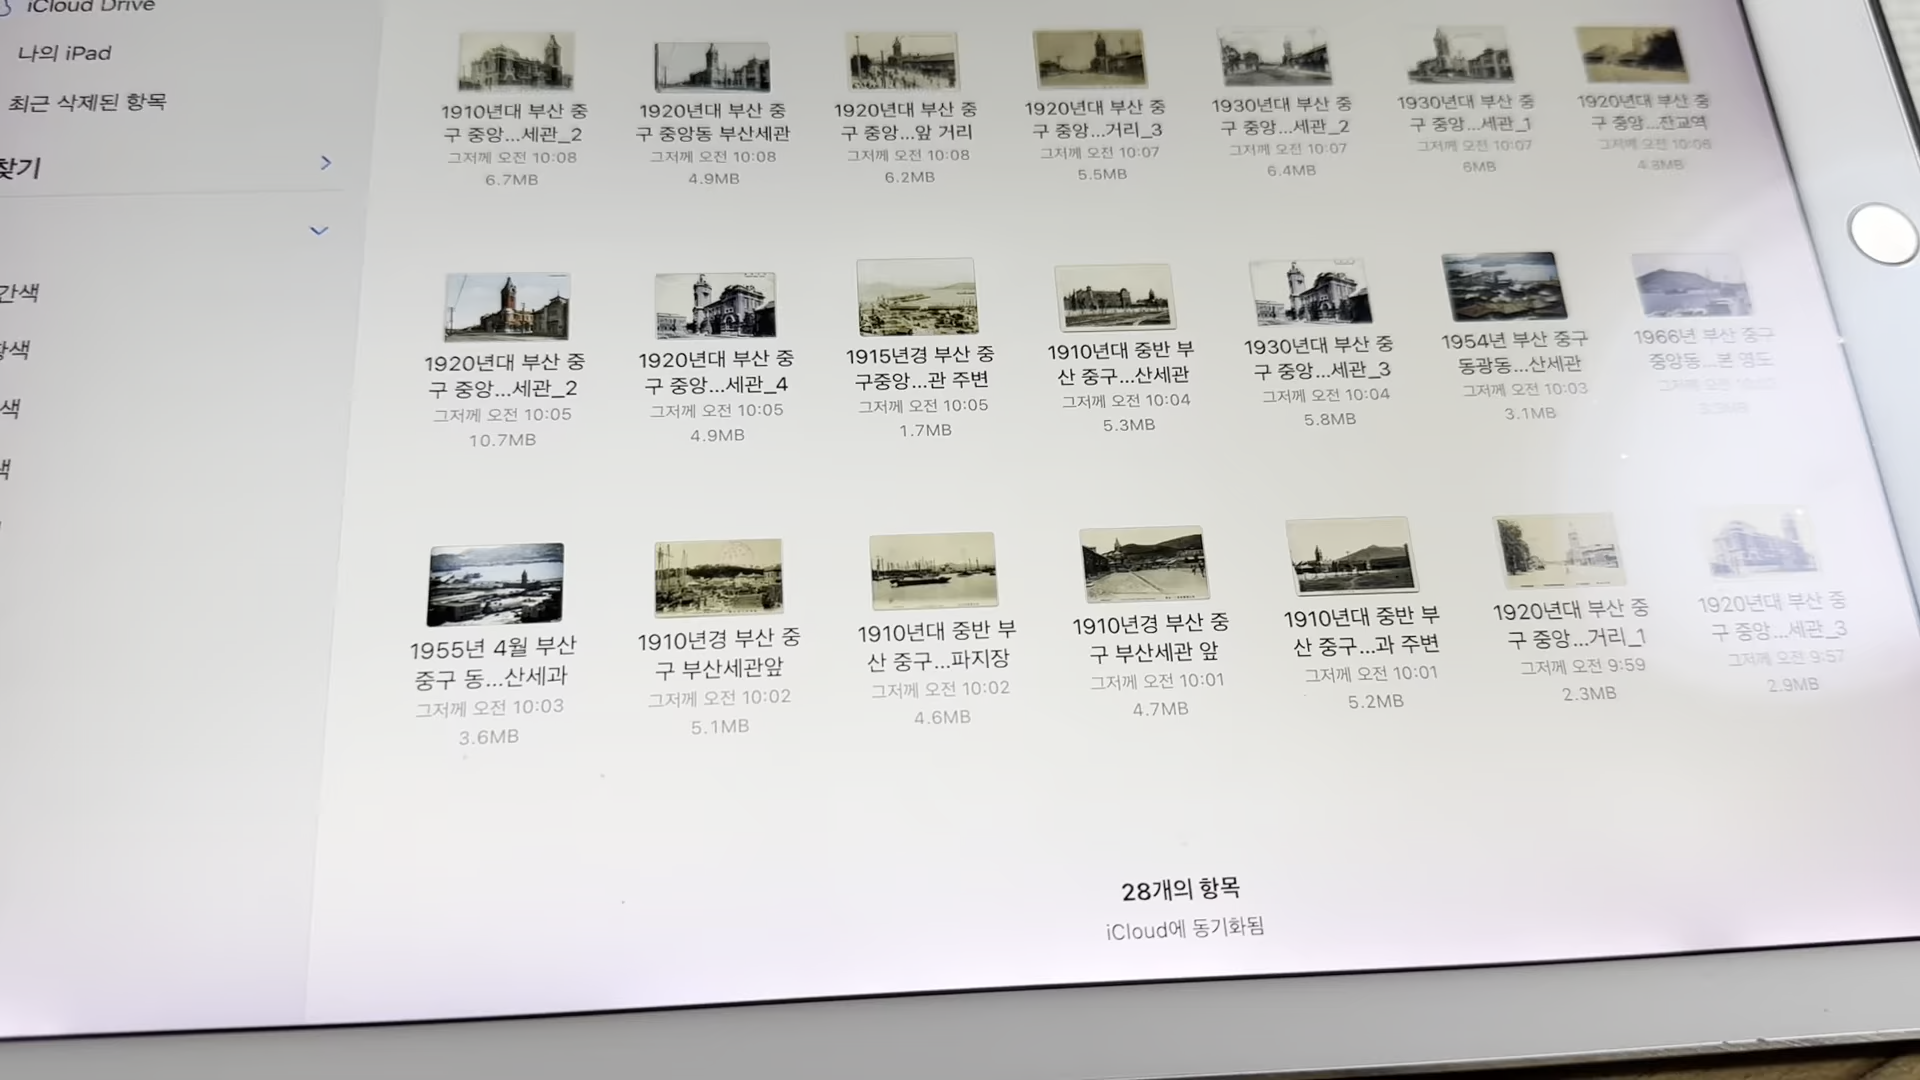 iCloud Drive
나의 iPad
최근 삭제된 항목
찾기
간색
황색
색
색
1910년대 부산 중
구 중앙...세관_2
그저께 오전 10:08
6.7MB
1920년대 부산 중
구 중앙동 부산세관
그저께 오전 10:08
4.9MB
1920년대 부산 중
구 중앙...앞 거리
그저께 오전 10:08
6.2MB
1920년대 부산 중
구 중앙...거리_3
그저께 오전 10:07
5.5MB
1930년대 부산 중
구 중앙...세관_2
그저께 오전 10:07
6.4MB
1930년대 부산 중
구 중앙...세관_1
그저께 오전 10:07
6MB
1920년대 부산 중
구 중앙...잔교역
그저께 오전 10:06
4.8MB
1920년대 부산 중
구 중앙...세관_2
그저께 오전 10:05
10.7MB
1920년대 부산 중
구 중앙...세관_4
그저께 오전 10:05
4.9MB
1915년경 부산 중
구중앙...관 주변
그저께 오전 10:05
1.7MB
1910년대 중반 부
산 중구...산세관
그저께 오전 10:04
5.3MB
1930년대 부산 중
구 중앙...세관_3
그저께 오전 10:04
5.8MB
1954년 부산 중구
동광동...산세관
그저께 오전 10:03
3.1MB
1966년 부산 중구
중앙동...본 영도
그저께 오전
1955년 4월 부산
중구 동...산세과
그저께 오전 10:03
3.6MB
1910년경 부산 중
구 부산세관앞
그저께 오전 10:02
5.1MB
1910년대 중반 부
산 중구...파지장
그저께 오전 10:02
4.6MB
1910년경 부산 중
구 부산세관 앞
그저께 오전 10:01
4.7MB
1910년대 중반 부
산 중구...과 주변
그저께 오전 10:01
5.2MB
1920년대 부산 중
구 중앙...거리_1
그저께 오전 9:59
2.3MB
1920년대 부산 중
구 중앙...세관_3
그저께 오전 9:57
2.9MB
28개의 항목
iCloud에 동기화됨